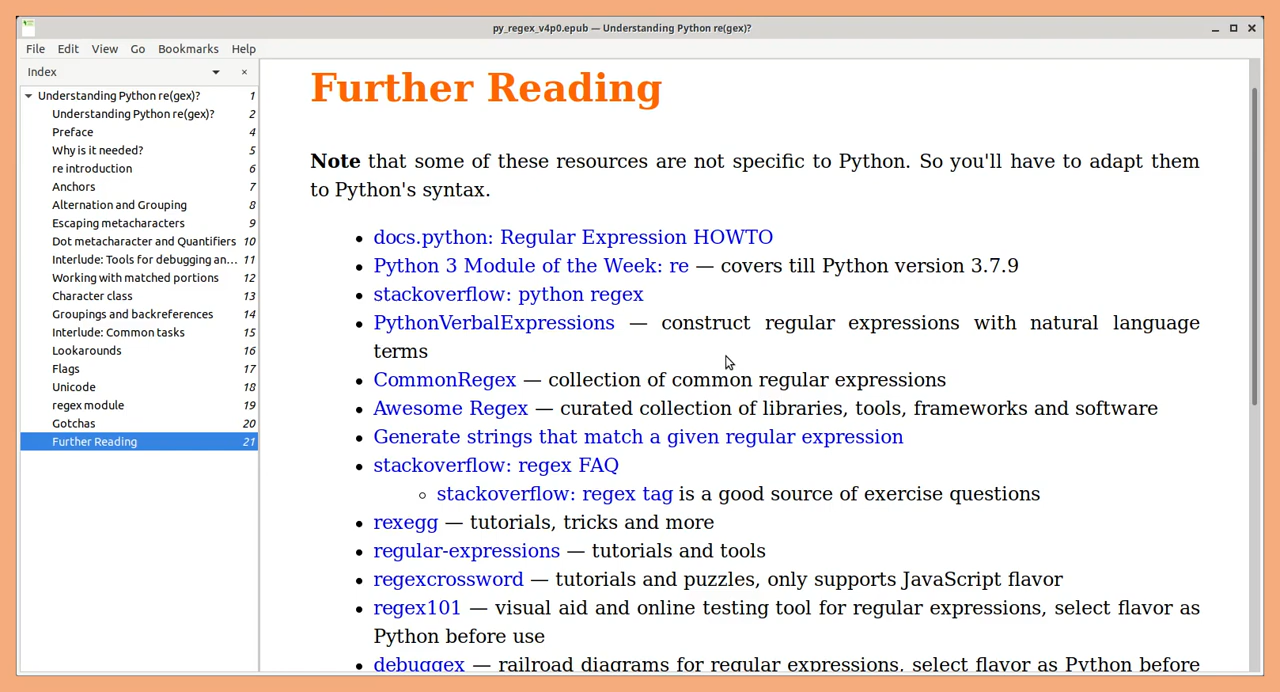 py_regex_v4p0.epub — Understanding Python re(gex)?
File Edit View Go Bookmarks Help
Index
Understanding Python re(gex)? 1
Understanding Python re(gex)? 2
Preface 4
Why is it needed? 5
re introduction 6
Anchors 7
Alternation and Grouping 8
Escaping metacharacters 9
Dot metacharacter and Quantifiers 10
Interlude: Tools for debugging an... 11
Working with matched portions 12
Character class 13
Groupings and backreferences 14
Interlude: Common tasks 15
Lookarounds 16
Flags 17
Unicode 18
regex module 19
Gotchas 20
Further Reading 21
Further Reading
Note that some of these resources are not specific to Python. So you'll have to adapt them
to Python's syntax.
• docs.python: Regular Expression HOWTO
• Python 3 Module of the Week: re — covers till Python version 3.7.9
• stackoverflow: python regex
• PythonVerbalExpressions — construct regular expressions with natural language
terms
• CommonRegex — collection of common regular expressions
• Awesome Regex — curated collection of libraries, tools, frameworks and software
• Generate strings that match a given regular expression
• stackoverflow: regex FAQ
◦ stackoverflow: regex tag is a good source of exercise questions
• rexegg — tutorials, tricks and more
• regular-expressions — tutorials and tools
• regexcrossword — tutorials and puzzles, only supports JavaScript flavor
• regex101 — visual aid and online testing tool for regular expressions, select flavor as
Python before use
• debuggex — railroad diagrams for regular expressions, select flavor as Python before